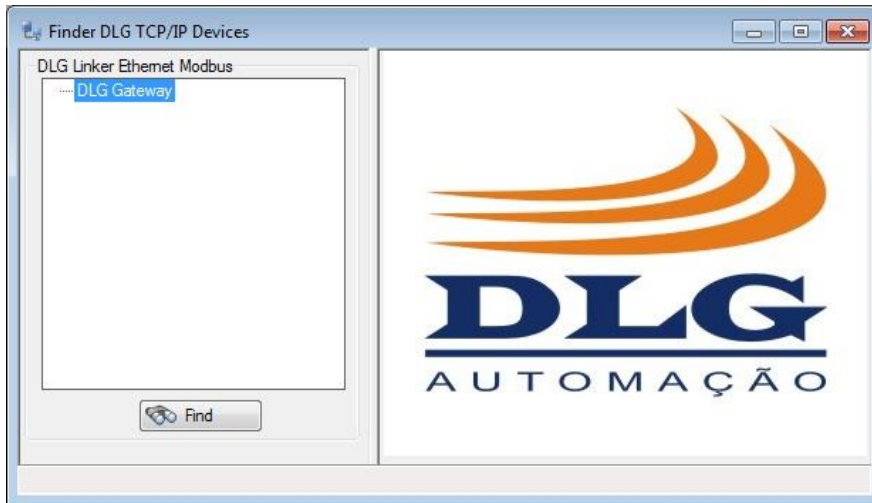 Finder DLG TCP/IP Devices
DLG Linker Ethernet Modbus
DLG Gateway
Find
DLG
AUTOMAÇÃO